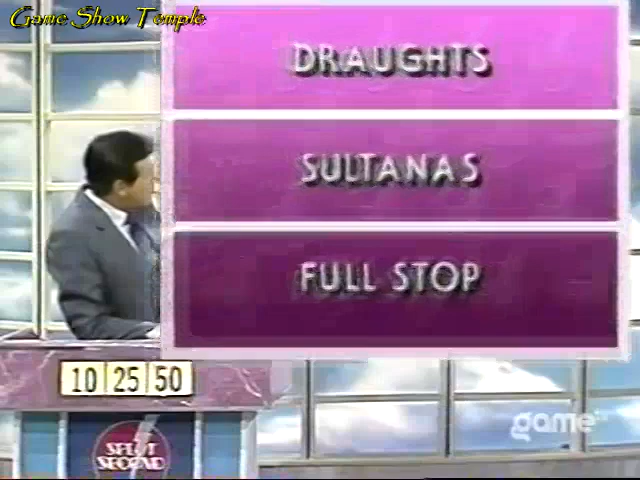 Game Show Temple
DRAUGHTS
SULTANAS
FULL STOP
10 25 50
SPLIT
SECOND
game